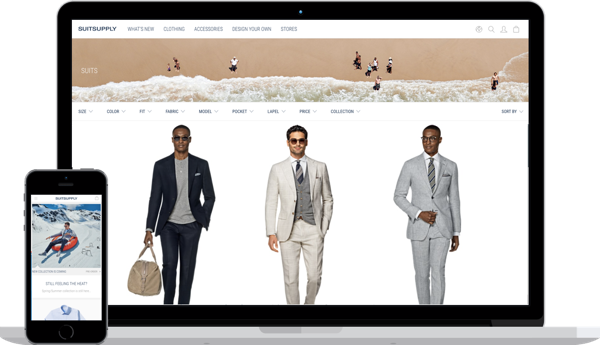 SUITSUPPLY WHAT'S NEW CLOTHING ACCESSORIES DESIGN YOUR OWN STORES
SUITS
SIZE COLOR FIT FABRIC MODEL POCKET LAPEL PRICE COLLECTION SORT BY
SUITSUPPLY
STILL FEELING THE HEAT?